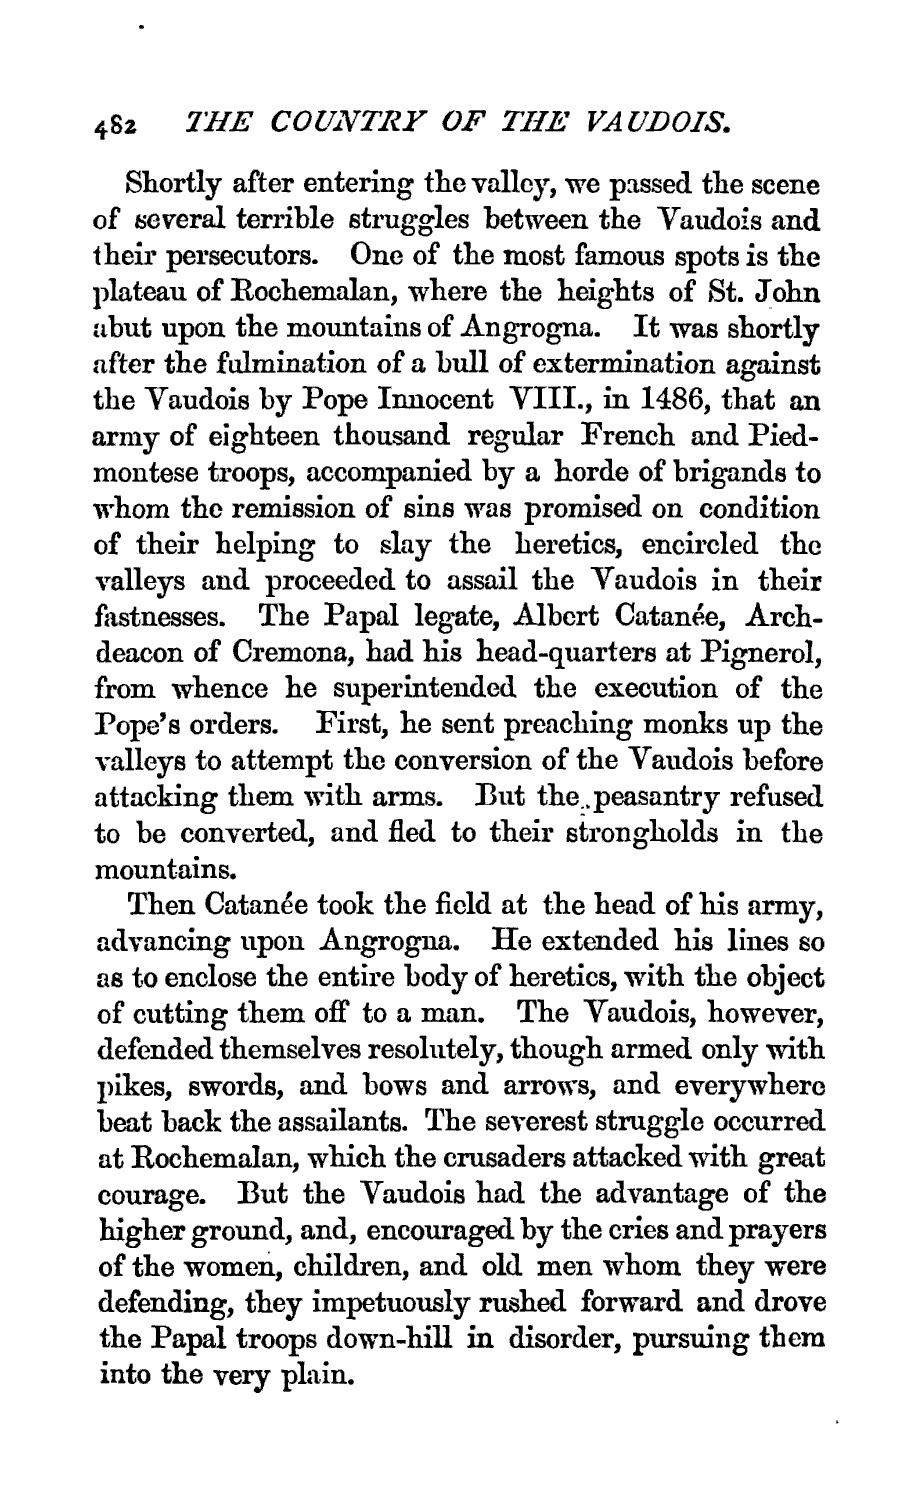 482 THE COUNTRY OF THE VAUDOIS.
Shortly after entering the valley, we passed the scene
of several terrible struggles between the Vaudois and
their persecutors. One of the most famous spots is the
plateau of Rochemalan, where the heights of St. John
abut upon the mountains of Angrogna. It was shortly
after the fulmination of a bull of extermination against
the Vaudois by Pope Innocent VIII., in 1486, that an
army of eighteen thousand regular French and Pied-
montese troops, accompanied by a horde of brigands to
whom the remission of sins was promised on condition
of their helping to slay the heretics, encircled the
valleys and proceeded to assail the Vaudois in their
fastnesses. The Papal legate, Albert Catanée, Arch-
deacon of Cremona, had his head-quarters at Pignerol,
from whence he superintended the execution of the
Pope's orders. First, he sent preaching monks up the
valleys to attempt the conversion of the Vaudois before
attacking them with arms. But the peasantry refused
to be converted, and fled to their strongholds in the
mountains.
Then Catanée took the field at the head of his army,
advancing upon Angrogna. He extended his lines so
as to enclose the entire body of heretics, with the object
of cutting them off to a man. The Vaudois, however,
defended themselves resolutely, though armed only with
pikes, swords, and bows and arrows, and everywhere
beat back the assailants. The severest struggle occurred
at Rochemalan, which the crusaders attacked with great
courage. But the Vaudois had the advantage of the
higher ground, and, encouraged by the cries and prayers
of the women, children, and old men whom they were
defending, they impetuously rushed forward and drove
the Papal troops down-hill in disorder, pursuing them
into the very plain.